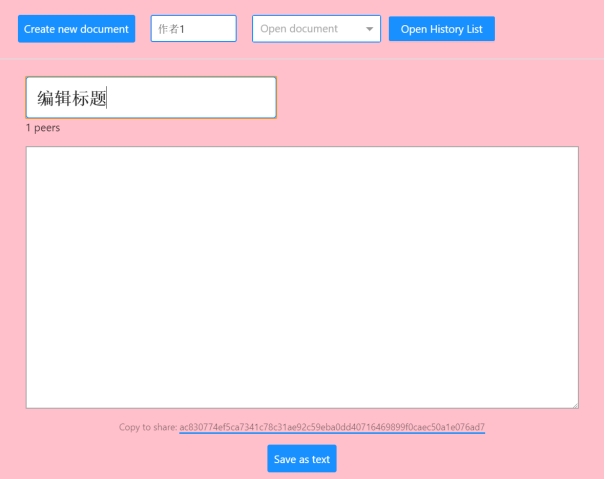 Create new document
作者1
Open document
Open History List
编辑标题
1 peers
Copy to share: ac830774ef5ca7341c78c31ae92c59eba0dd40716469899f0caec50a1e076ad7
Save as text